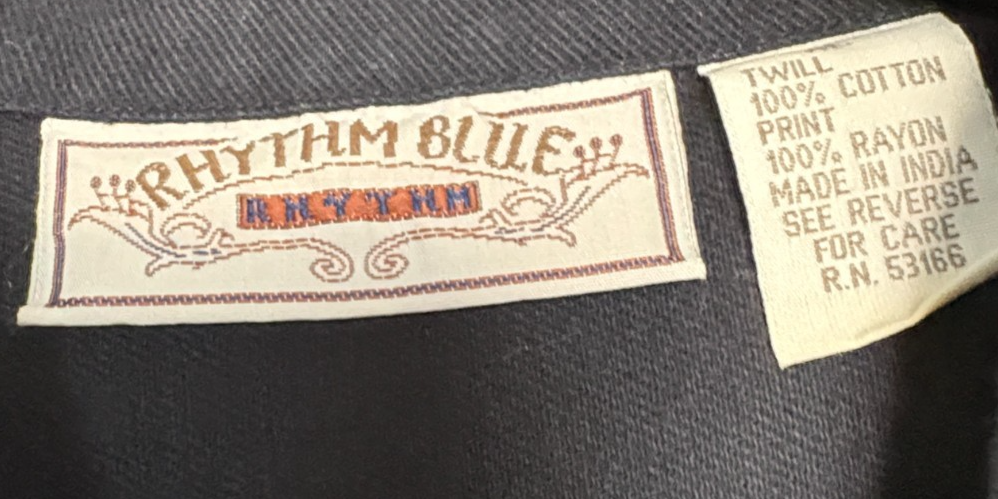 RHYTHM BLUE
RHYTHM
TWILL
100% COTTON
PRINT
100% RAYON
MADE IN INDIA
SEE REVERSE
FOR CARE
R.N. 53166